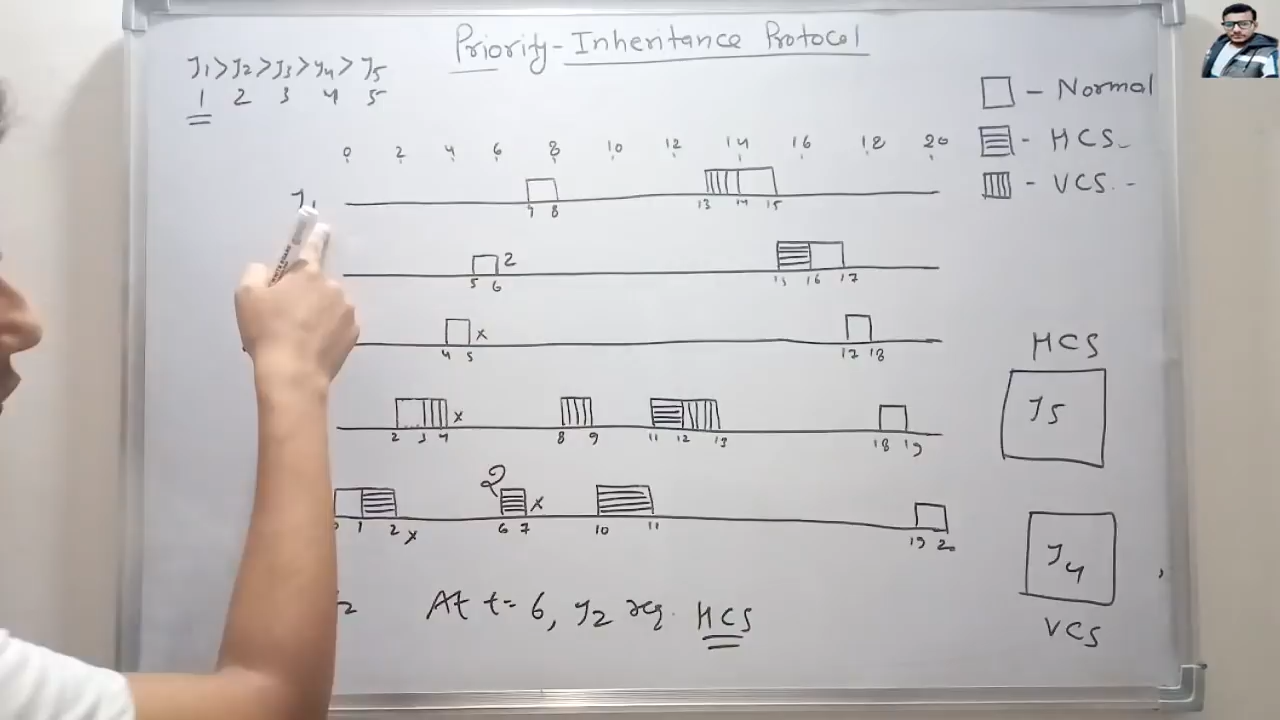 Priority-Inheritance Protocol
J1>J2>J3>J4>J5
1 2 3 4 5
- Normal
- HCS -
- VCS. -
0 2 4 6 8 10 12 14 16 18 20
J1
7 8 13 14 15
2
5 6 15 16 17
x
4 5 17 18
x
2 3 4 8 9 11 12 13 18 19
2 x
1 2 x 6 7 10 11 19 20
HCS
J5
J4
VCS
At t=6, J2 req. HCS